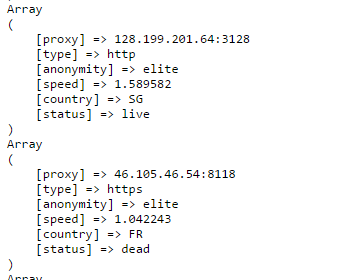 Array
(
[proxy] => 128.199.201.64:3128
[type] => http
[anonymity] => elite
[speed] => 1.589582
[country] => SG
[status] => live
)
Array
(
[proxy] => 46.105.46.54:8118
[type] => https
[anonymity] => elite
[speed] => 1.042243
[country] => FR
[status] => dead
)
Array